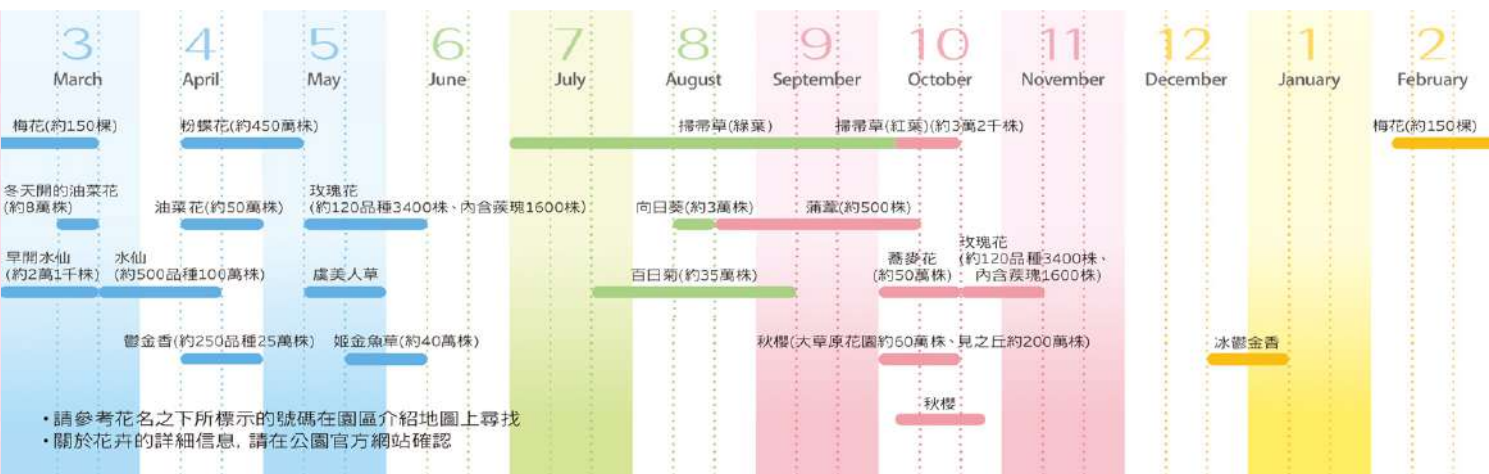 3 4 5 6 7 8 9 10 11 12 1 2
March April May June July August September October November December January February
梅花(約150棵) 粉蝶花(約450萬株) 掃帚草(綠葉) 掃帚草(紅葉)(約3萬2千株) 梅花(約150棵)
冬天開的油菜花
(約8萬株)
油菜花(約50萬株)
玫瑰花
(約120品種3400株、內含蔟瑰1600株)
向日葵(約3萬株)
蒲葦(約500株)
早開水仙
(約2萬1千株)
水仙
(約500品種100萬株)
虞美人草
百日菊(約35萬株)
蕎麥花
(約50萬株)
玫瑰花
(約120品種3400株、
內含蔟瑰1600株)
鬱金香(約250品種25萬株) 姬金魚草(約40萬株) 秋櫻(大草原花園約60萬株、見之丘約200萬株) 冰鬱金香
秋櫻
・請參考花名之下所標示的號碼在園區介紹地圖上尋找
・關於花卉的詳細信息, 請在公園官方網站確認